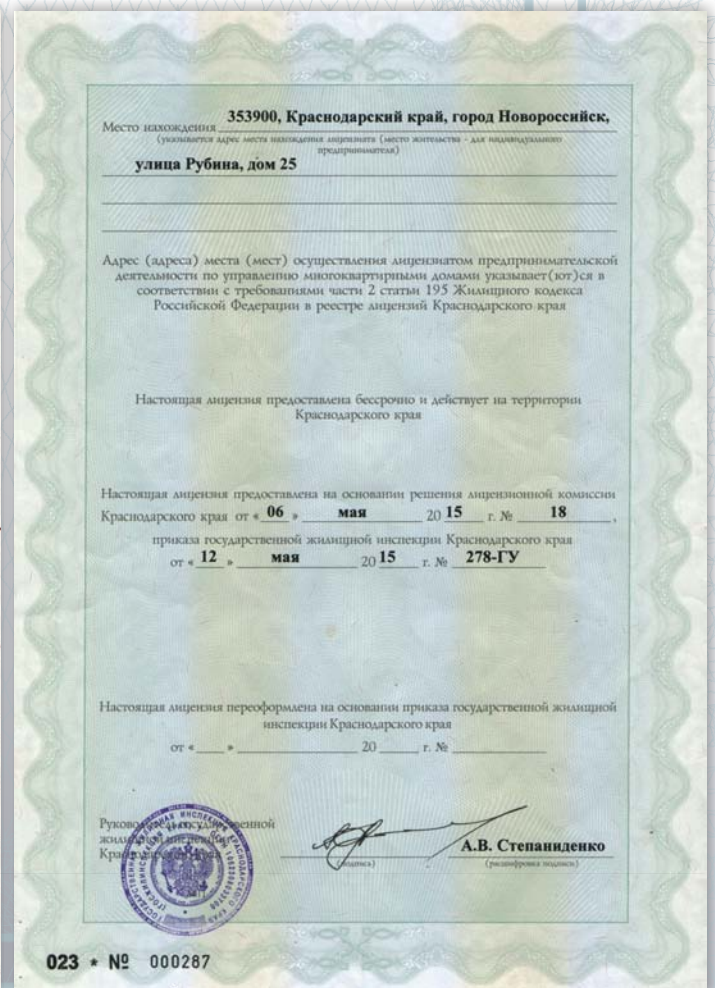 Место нахождения 353900, Краснодарский край, город Новороссийск,
(указывается адрес места нахождения лицензиата (место жительства - для индивидуального
предпринимателя)
улица Рубина, дом 25
Адрес (адреса) места (мест) осуществления лицензиатом предпринимательской
деятельности по управлению многоквартирными домами указывает(ют)ся в
соответствии с требованиями части 2 статьи 195 Жилищного кодекса
Российской Федерации в реестре лицензий Краснодарского края
Настоящая лицензия предоставлена бессрочно и действует на территории
Краснодарского края
Настоящая лицензия предоставлена на основании решения лицензионной комиссии
Краснодарского края от « 06 » мая 20 15 г. № 18 ,
приказа государственной жилищной инспекции Краснодарского края
от « 12 » мая 20 15 г. № 278-ГУ
Настоящая лицензия переоформлена на основании приказа государственной жилищной
инспекции Краснодарского края
от « ____ » ____________ 20 ____ г. № ________
Руководитель государственной
жилищной инспекции
Краснодарского края
А.В. Степаниденко
(подпись) (расшифровка подписи)
023 * № 000287